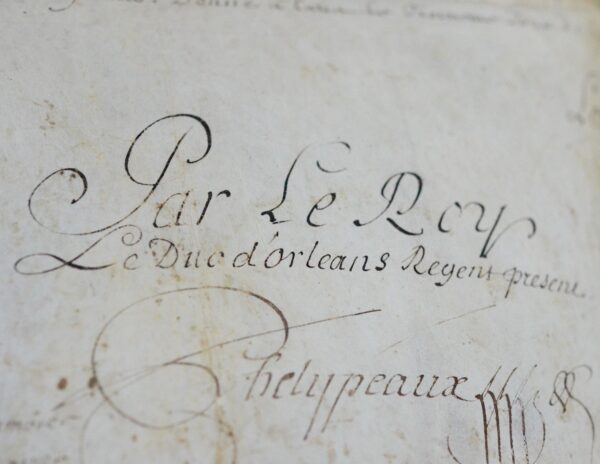 Par Le Roy
Le Duc d'Orleans Regent present
Phelypeaux